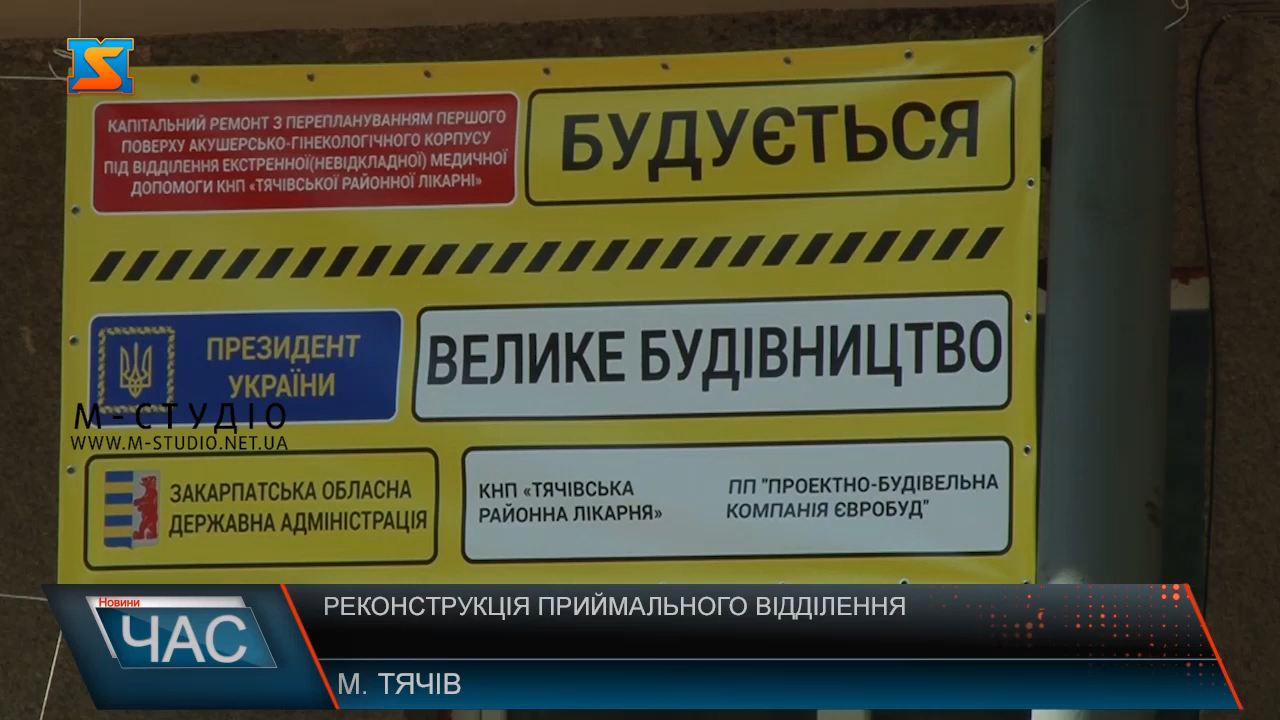 КАПІТАЛЬНИЙ РЕМОНТ З ПЕРЕПЛАНУВАННЯМ ПЕРШОГО
ПОВЕРХУ АКУШЕРСЬКО-ГІНЕКОЛОГІЧНОГО КОРПУСУ
ПІД ВІДДІЛЕННЯ ЕКСТРЕННОЇ(НЕВІДКЛАДНОЇ) МЕДИЧНОЇ
ДОПОМОГИ КНП «ТЯЧІВСЬКОЇ РАЙОННОЇ ЛІКАРНІ»
БУДУЄТЬСЯ
ПРЕЗИДЕНТ
УКРАЇНИ
ВЕЛИКЕ БУДІВНИЦТВО
М-СТУДІО
WWW.M-STUDIO.NET.UA
ЗАКАРПАТСЬКА ОБЛАСНА
ДЕРЖАВНА АДМІНІСТРАЦІЯ
КНП «ТЯЧІВСЬКА
РАЙОННА ЛІКАРНЯ»
ПП "ПРОЕКТНО-БУДІВЕЛЬНА
КОМПАНІЯ ЄВРОБУД"
Новини
ЧАС
РЕКОНСТРУКЦІЯ ПРИЙМАЛЬНОГО ВІДДІЛЕННЯ
М. ТЯЧІВ